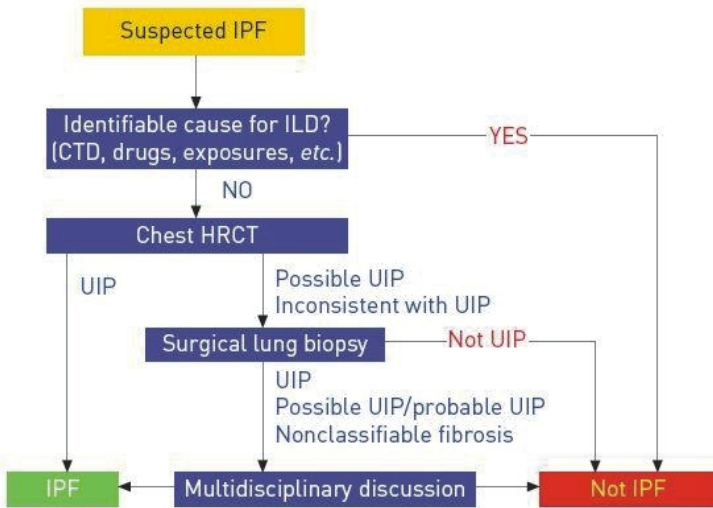 Suspected IPF
Identifiable cause for ILD?
(CTD, drugs, exposures, etc.)
YES
NO
Chest HRCT
UIP
Possible UIP
Inconsistent with UIP
Surgical lung biopsy
Not UIP
UIP
Possible UIP/probable UIP
Nonclassifiable fibrosis
IPF
Multidisciplinary discussion
Not IPF